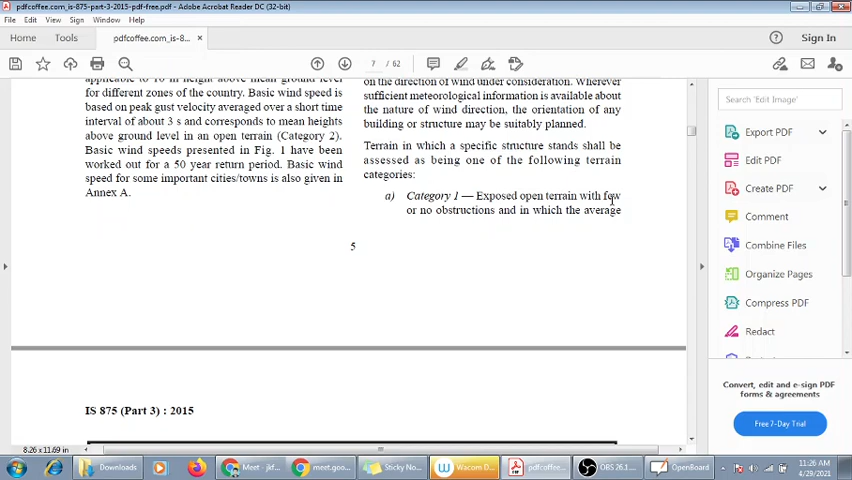 pdfcoffee.com_is-875-part-3-2015-pdf-free.pdf - Adobe Acrobat Reader DC (32-bit)
File Edit View Sign Window Help
Home Tools pdfcoffee.com_is-8... × Sign In
7 / 62
applicable to 10 m height above mean ground level
for different zones of the country. Basic wind speed is
based on peak gust velocity averaged over a short time
interval of about 3 s and corresponds to mean heights
above ground level in an open terrain (Category 2).
Basic wind speeds presented in Fig. 1 have been
worked out for a 50 year return period. Basic wind
speed for some important cities/towns is also given in
Annex A.
on the direction of wind under consideration. Wherever
sufficient meteorological information is available about
the nature of wind direction, the orientation of any
building or structure may be suitably planned.
Terrain in which a specific structure stands shall be
assessed as being one of the following terrain
categories:
a) Category 1 — Exposed open terrain with few
or no obstructions and in which the average
5
IS 875 (Part 3) : 2015
8.26 x 11.69 in
Search 'Edit Image'
Export PDF
Edit PDF
Create PDF
Comment
Combine Files
Organize Pages
Compress PDF
Redact
Convert, edit and e-sign PDF
forms & agreements
Free 7-Day Trial
Downloads
Meet - jkf...
meet.goo...
Sticky No...
Wacom D...
pdfcoffee...
OBS 26.1...
OpenBoard
11:26 AM
4/29/2021